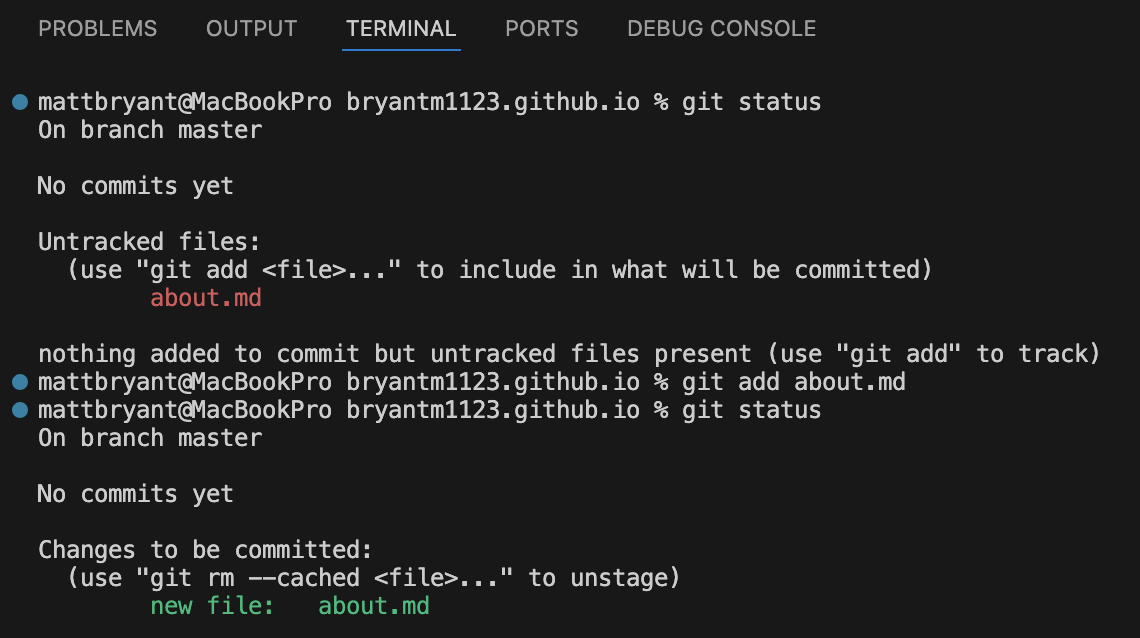 PROBLEMS OUTPUT TERMINAL PORTS DEBUG CONSOLE
mattbryant@MacBookPro bryantm1123.github.io % git status
On branch master
No commits yet
Untracked files:
  (use "git add <file>..." to include in what will be committed)
        about.md
nothing added to commit but untracked files present (use "git add" to track)
mattbryant@MacBookPro bryantm1123.github.io % git add about.md
mattbryant@MacBookPro bryantm1123.github.io % git status
On branch master
No commits yet
Changes to be committed:
  (use "git rm --cached <file>..." to unstage)
        new file:   about.md